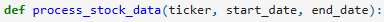 def process_stock_data(ticker, start_date, end_date):